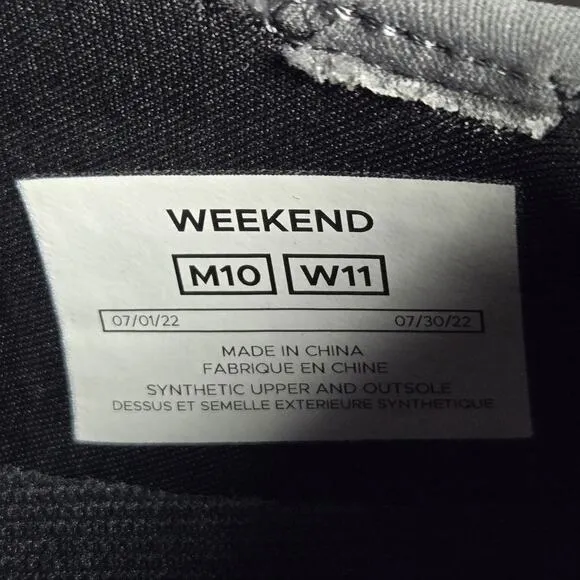 WEEKEND
M10 W11
07/01/22 07/30/22
MADE IN CHINA
FABRIQUE EN CHINE
SYNTHETIC UPPER AND OUTSOLE
DESSUS ET SEMELLE EXTERIEURE SYNTHETIQUE